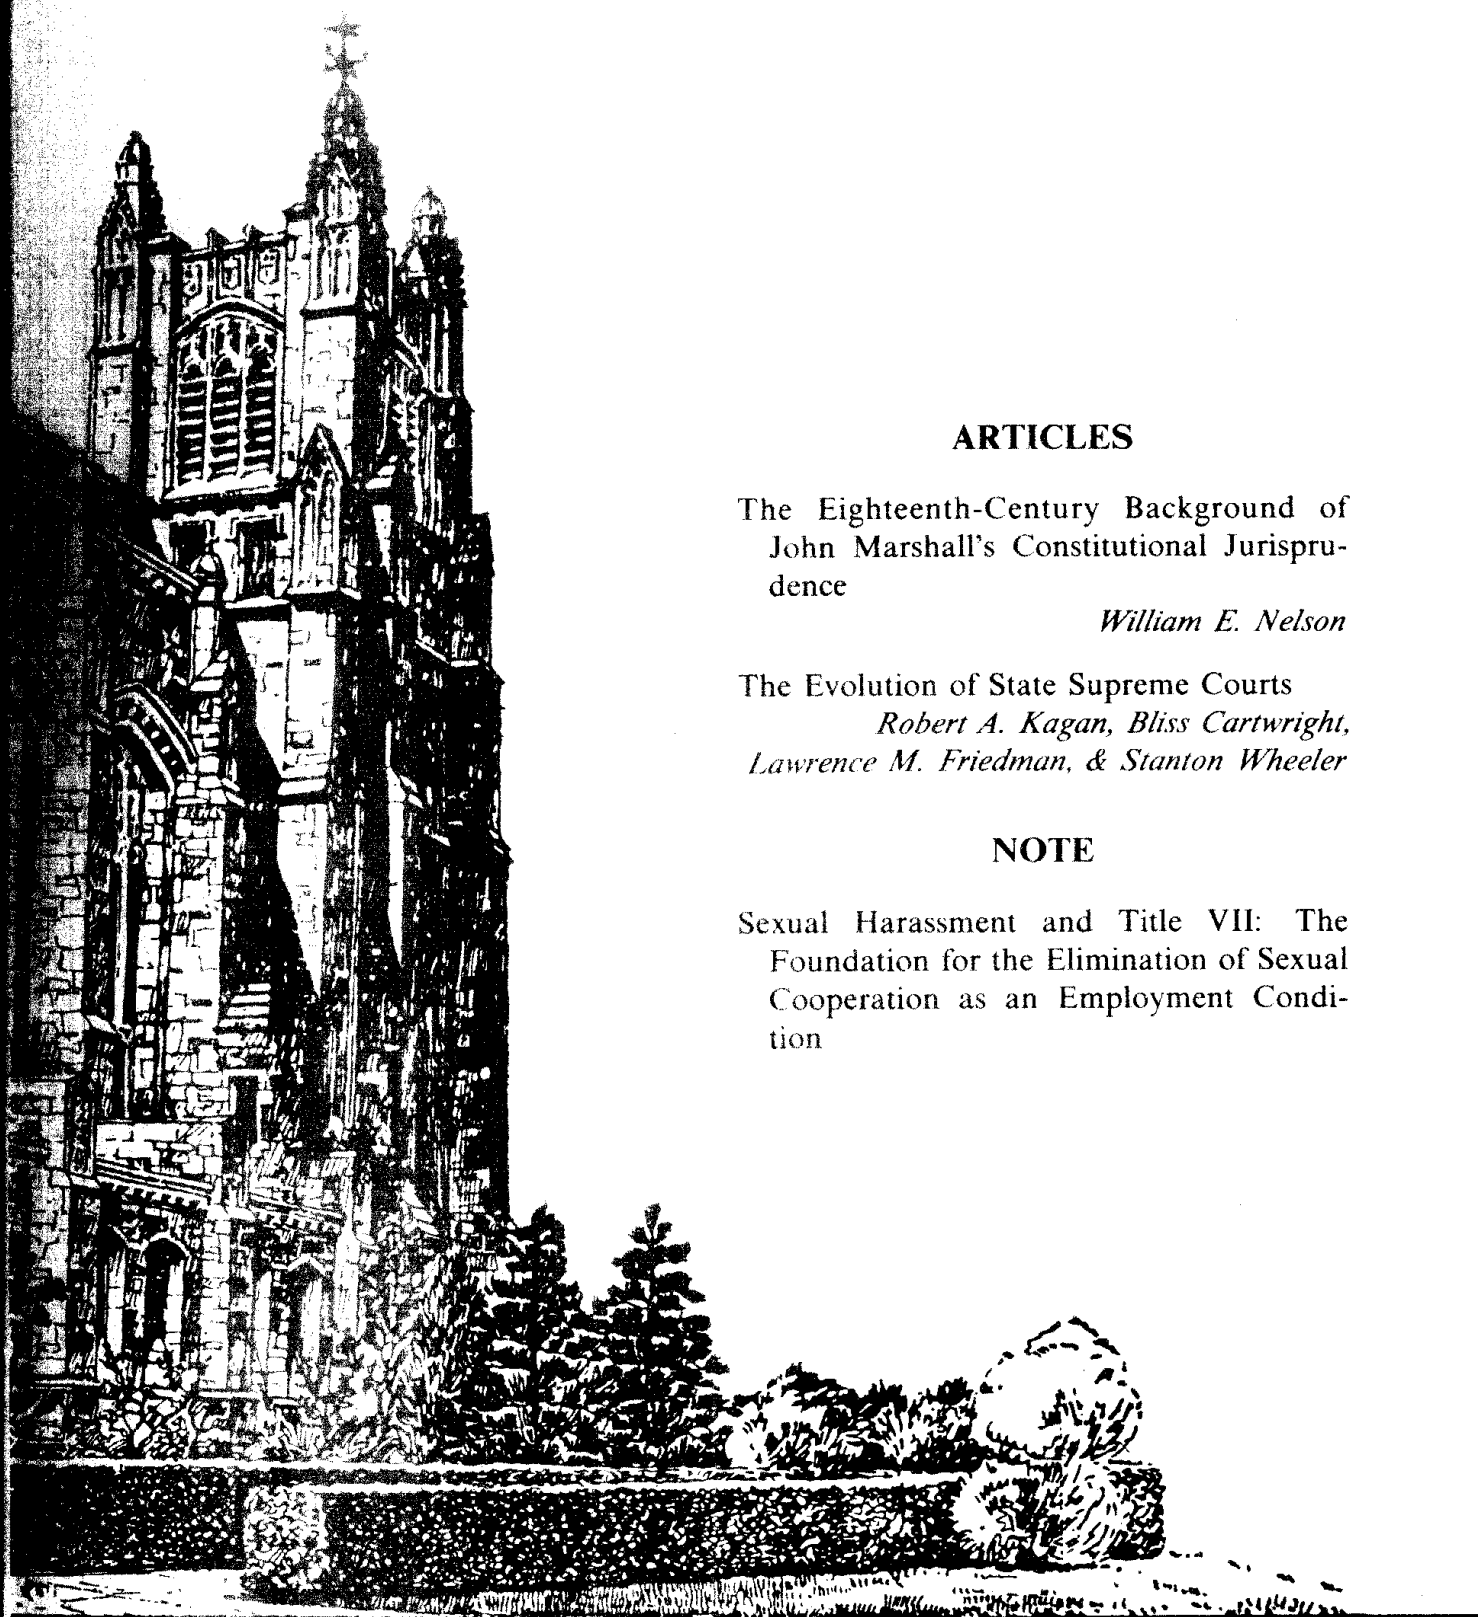 ARTICLES
The Eighteenth-Century Background of
John Marshall's Constitutional Jurispru-
dence
William E. Nelson
The Evolution of State Supreme Courts
Robert A. Kagan, Bliss Cartwright,
Lawrence M. Friedman, & Stanton Wheeler
NOTE
Sexual Harassment and Title VII: The
Foundation for the Elimination of Sexual
Cooperation as an Employment Condi-
tion